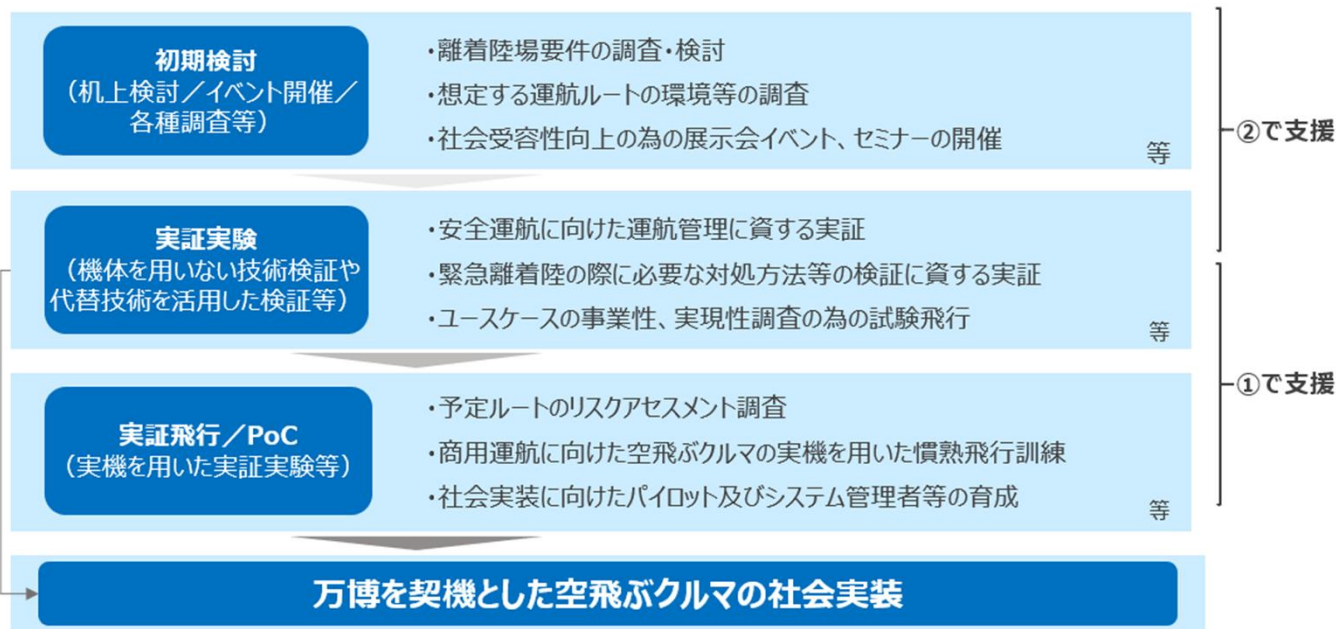 初期検討
（机上検討／イベント開催／
各種調査等）
・離着陸場要件の調査・検討
・想定する運航ルートの環境等の調査
・社会受容性向上の為の展示会イベント、セミナーの開催
等
②で支援
実証実験
（機体を用いない技術検証や
代替技術を活用した検証等）
・安全運航に向けた運航管理に資する実証
・緊急離着陸の際に必要な対処方法等の検証に資する実証
・ユースケースの事業性、実現性調査の為の試験飛行
等
①で支援
実証飛行／PoC
（実機を用いた実証実験等）
・予定ルートのリスクアセスメント調査
・商用運航に向けた空飛ぶクルマの実機を用いた慣熟飛行訓練
・社会実装に向けたパイロット及びシステム管理者等の育成
等
万博を契機とした空飛ぶクルマの社会実装